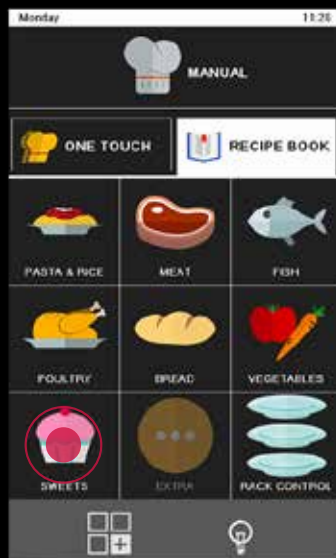 Monday 11:26
MANUAL
ONE TOUCH RECIPE BOOK
PASTA & RICE MEAT FISH
POULTRY BREAD VEGETABLES
SWEETS EXTRA RACK CONTROL